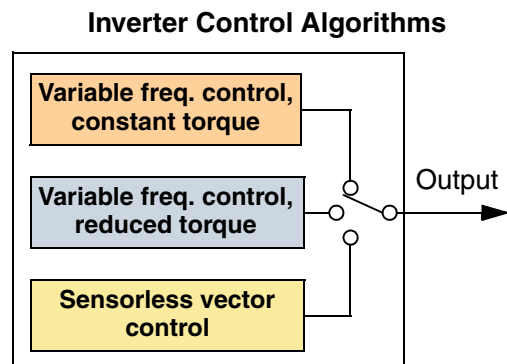 Inverter Control Algorithms
Variable freq. control,
constant torque
Variable freq. control,
reduced torque
Output
Sensorless vector
control